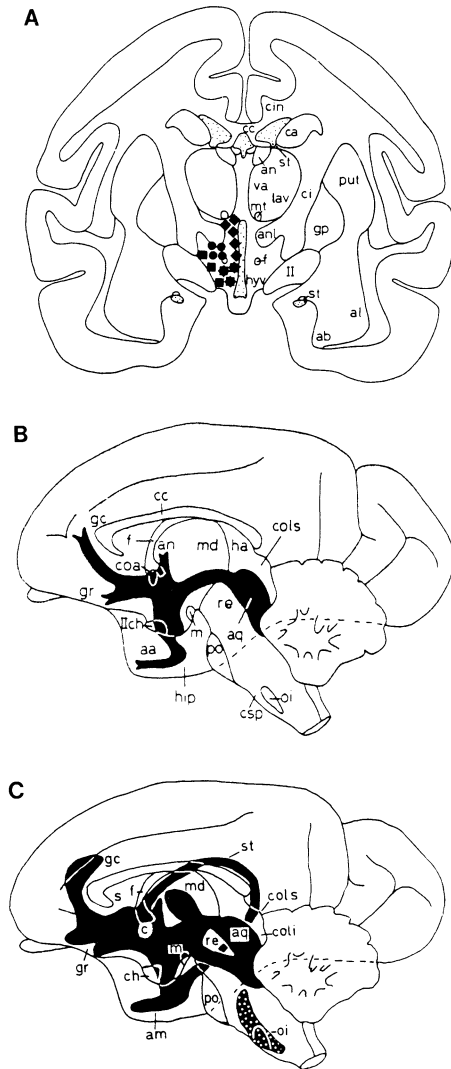 A
cin
cc
ca
st
an
va
lav
ci
put
mt
anl
gp
of
II
hyv
st
al
ab
B
cc
gc
f
an
md
ha
cols
coa
gr
re
IIch
m
aq
aa
po
hip
csp
oi
C
gc
st
s
f
md
cols
c
aq
coli
re
m
gr
ch
po
oi
am